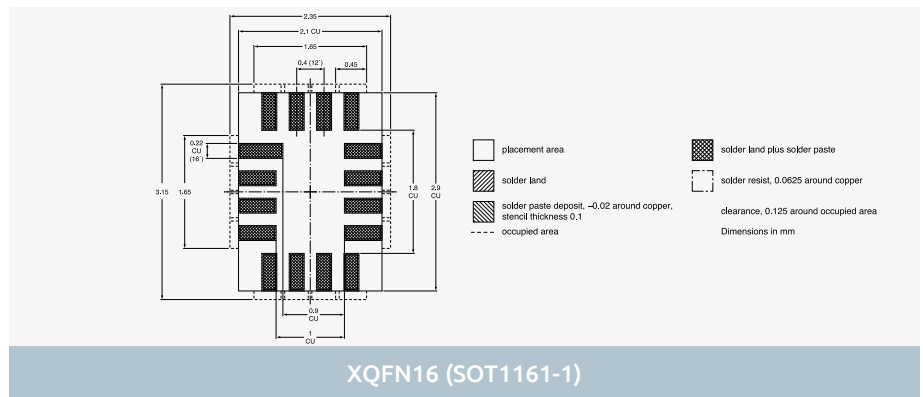 2.35
2.1 CU
1.65
0.4 (12`)
0.45
0.22
CU
(16`)
3.15
1.65
1.8
CU
2.9
CU
0.9
CU
1
CU
placement area
solder land
solder paste deposit, –0.02 around copper,
stencil thickness 0.1
occupied area
solder land plus solder paste
solder resist, 0.0625 around copper
clearance, 0.125 around occupied area
Dimensions in mm
XQFN16 (SOT1161-1)